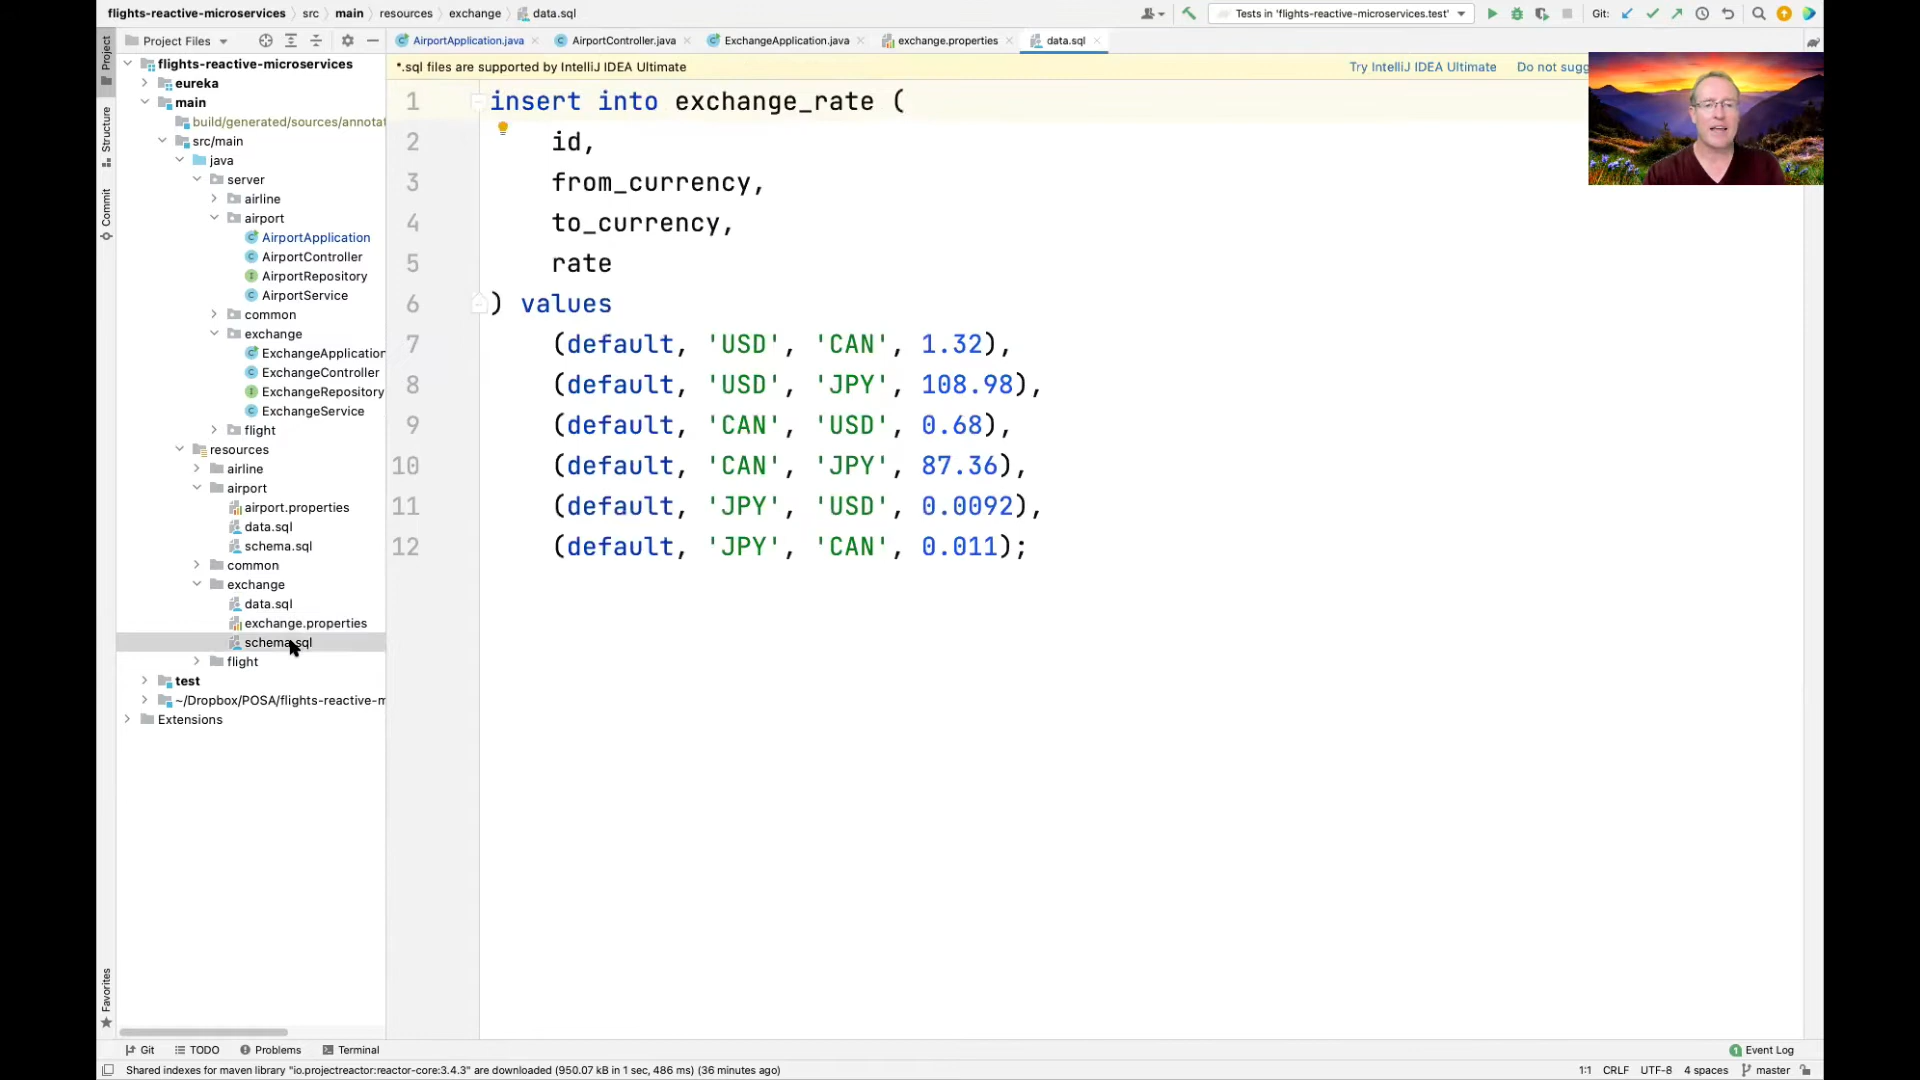 flights-reactive-microservices src main resources exchange data.sql
Tests in 'flights-reactive-microservices.test' Git:
Project Files
AirportApplication.java AirportController.java ExchangeApplication.java exchange.properties data.sql
*.sql files are supported by IntelliJ IDEA Ultimate Try IntelliJ IDEA Ultimate Do not sugg
Project
Structure
Commit
Favorites
flights-reactive-microservices
eureka
main
build/generated/sources/annotat
src/main
java
server
airline
airport
AirportApplication
AirportController
AirportRepository
AirportService
common
exchange
ExchangeApplication
ExchangeController
ExchangeRepository
ExchangeService
flight
resources
airline
airport
airport.properties
data.sql
schema.sql
common
exchange
data.sql
exchange.properties
schema.sql
flight
test
~/Dropbox/POSA/flights-reactive-m
Extensions
1 insert into exchange_rate (
2 id,
3 from_currency,
4 to_currency,
5 rate
6 ) values
7 (default, 'USD', 'CAN', 1.32),
8 (default, 'USD', 'JPY', 108.98),
9 (default, 'CAN', 'USD', 0.68),
10 (default, 'CAN', 'JPY', 87.36),
11 (default, 'JPY', 'USD', 0.0092),
12 (default, 'JPY', 'CAN', 0.011);
Git TODO Problems Terminal 1 Event Log
Shared indexes for maven library "io.projectreactor:reactor-core:3.4.3" are downloaded (950.07 kB in 1 sec, 486 ms) (36 minutes ago) 1:1 CRLF UTF-8 4 spaces master